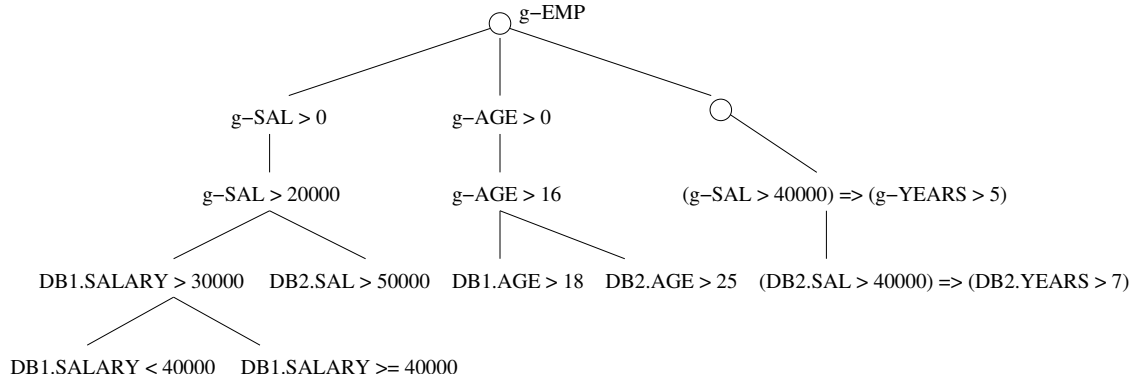 g−EMP
g−SAL > 0
g−AGE > 0
g−SAL > 20000
g−AGE > 16
(g−SAL > 40000) => (g−YEARS > 5)
DB1.SALARY > 30000
DB2.SAL > 50000
DB1.AGE > 18
DB2.AGE > 25
(DB2.SAL > 40000) => (DB2.YEARS > 7)
DB1.SALARY < 40000
DB1.SALARY >= 40000